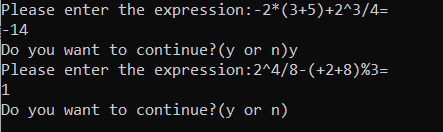 Please enter the expression:-2*(3+5)+2^3/4=
-14
Do you want to continue?(y or n)y
Please enter the expression:2^4/8-(+2+8)%3=
1
Do you want to continue?(y or n)